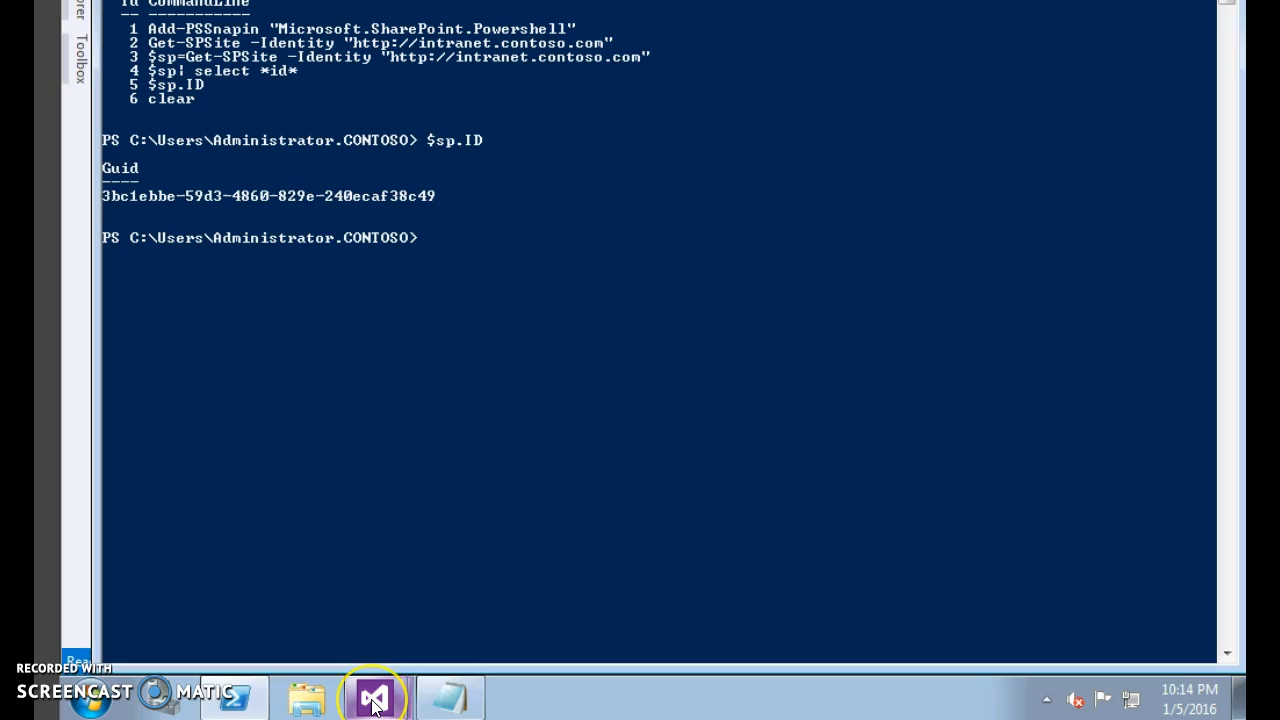 Id CommandLine
-- -----------
1 Add-PSSnapin "Microsoft.SharePoint.Powershell"
2 Get-SPSite -Identity "http://intranet.contoso.com"
3 $sp=Get-SPSite -Identity "http://intranet.contoso.com"
4 $sp| select *id*
5 $sp.ID
6 clear
PS C:\Users\Administrator.CONTOSO> $sp.ID
Guid
----
3bc1ebbe-59d3-4860-829e-240ecaf38c49
PS C:\Users\Administrator.CONTOSO>
Toolbox
RECORDED WITH
SCREENCAST MATIC
10:14 PM
1/5/2016